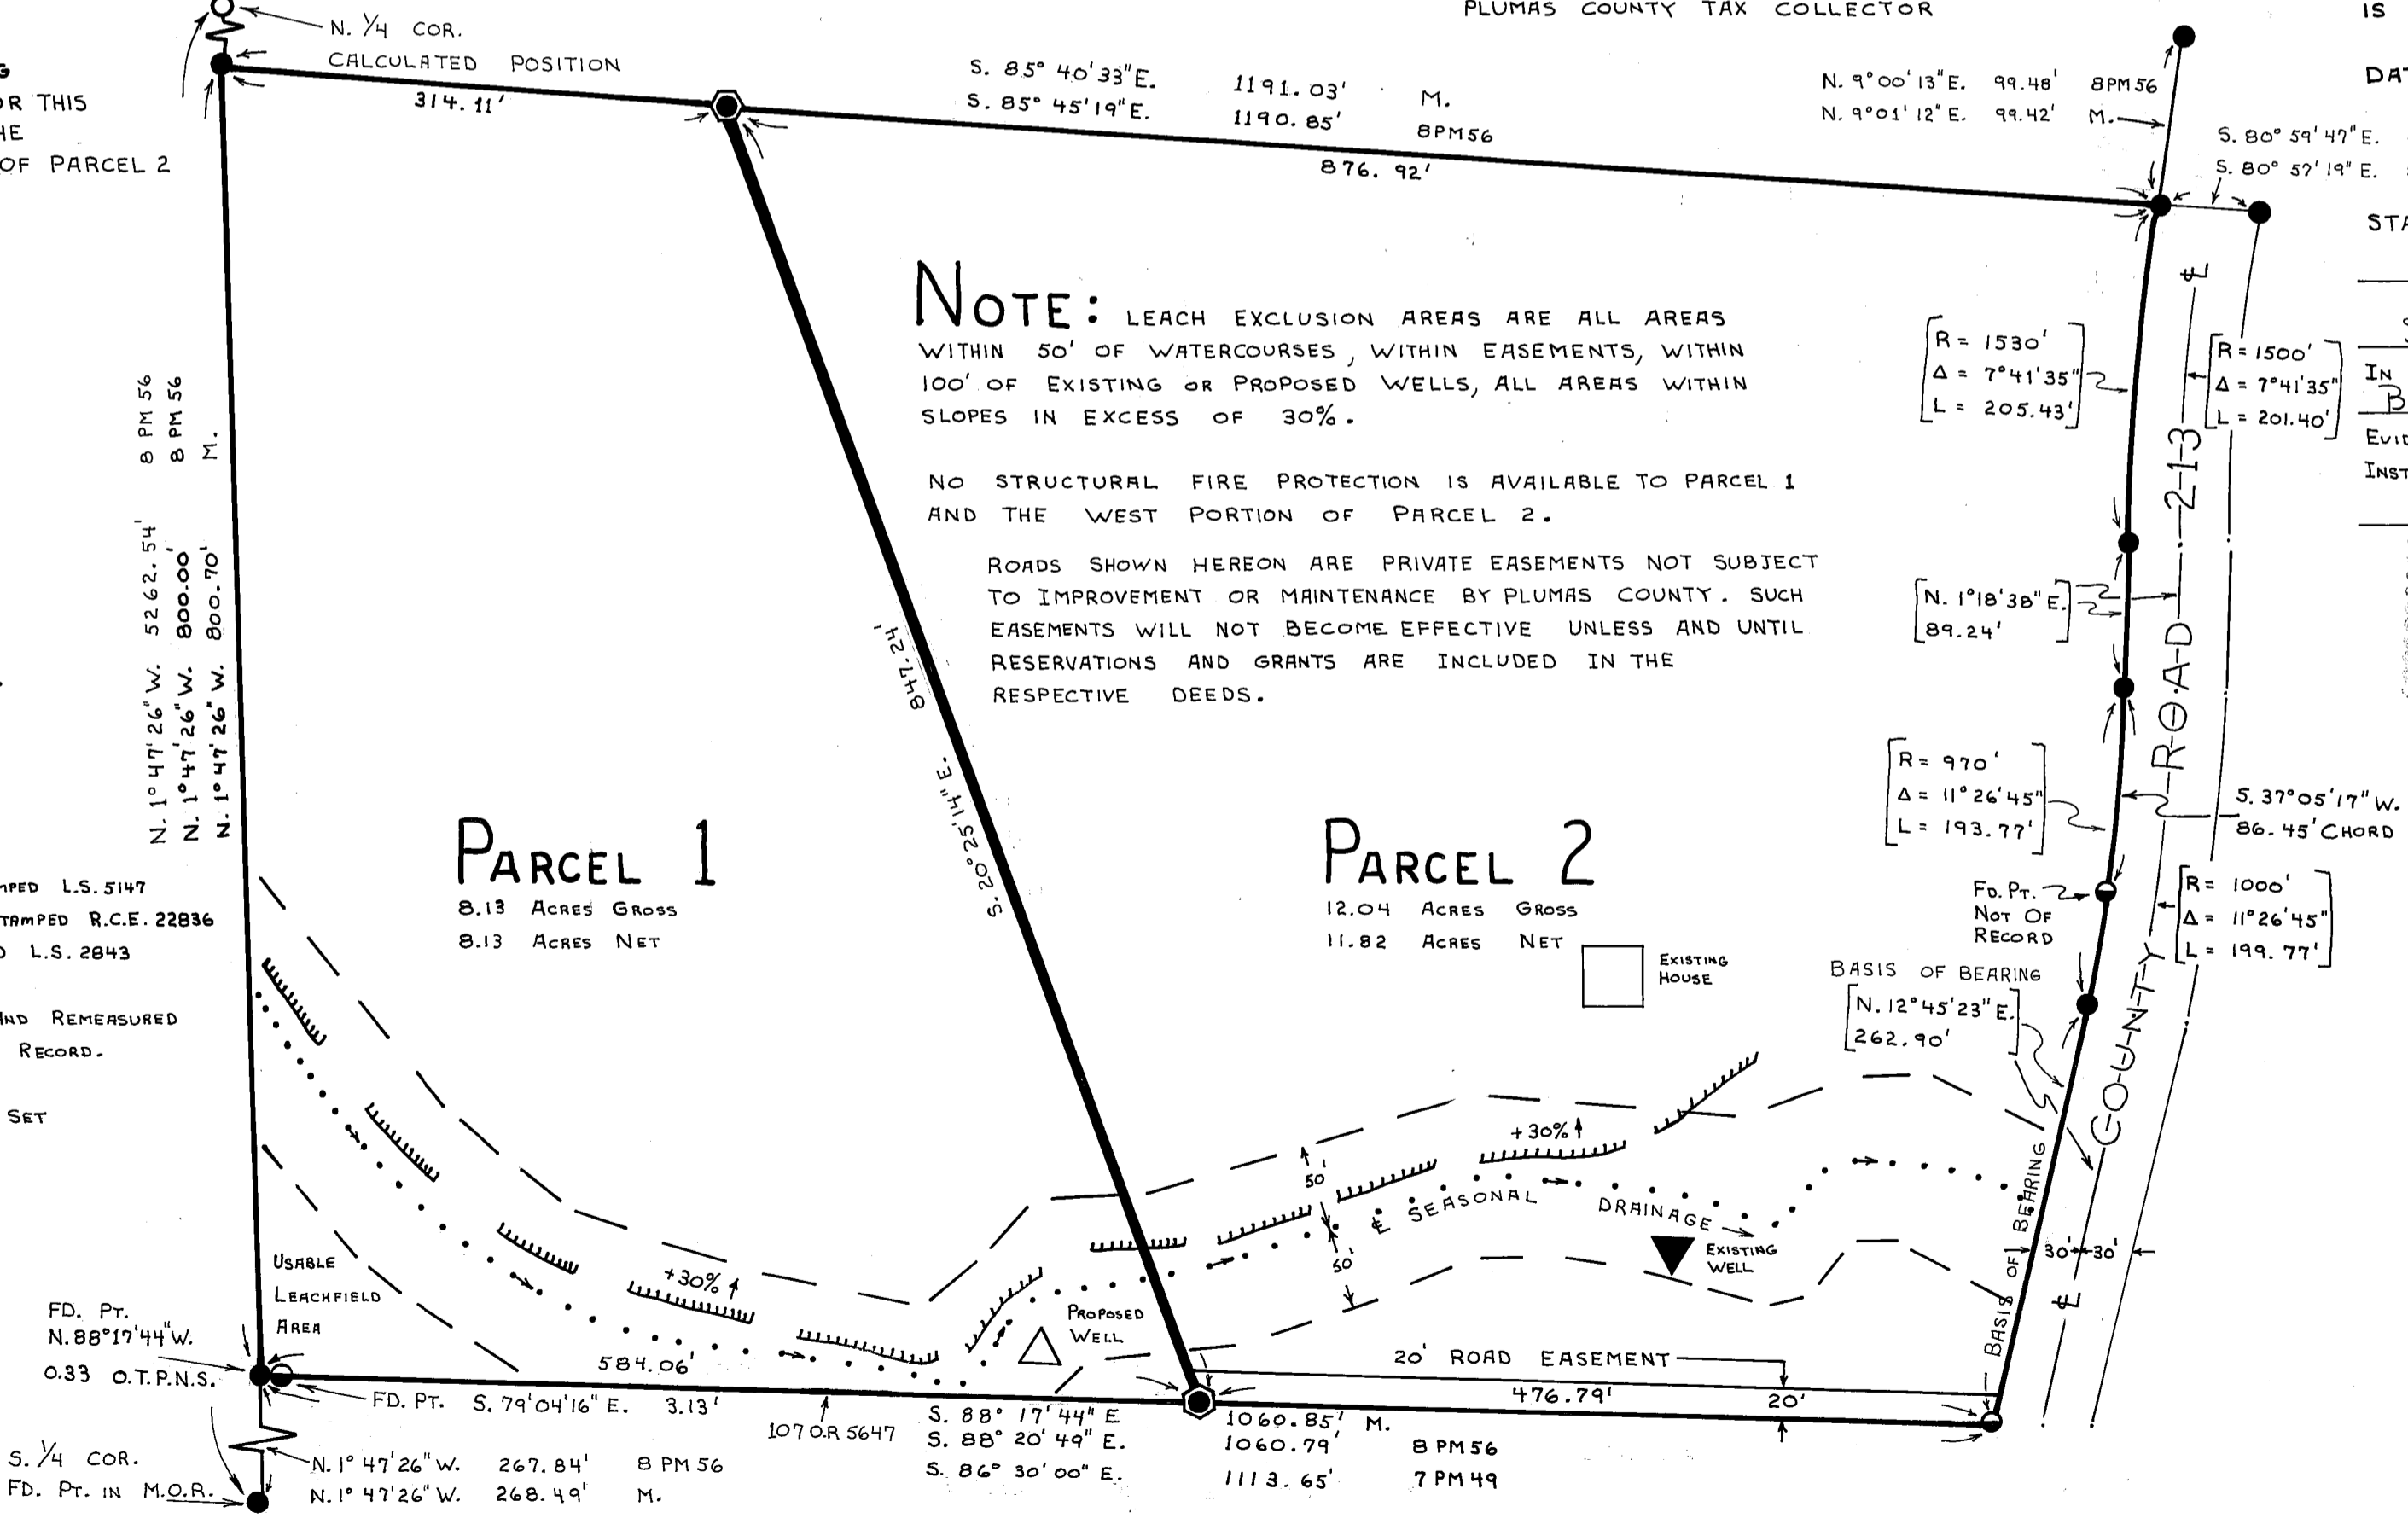 PLUMAS COUNTY TAX COLLECTOR
IS
N. 1/4 COR.
CALCULATED POSITION
314.11'
S. 85° 40' 33" E. 1191.03' M.
S. 85° 45' 19" E. 1190.85' 8PM56
876.92'
N. 9°00' 13" E. 99.48' 8PM56
N. 9°01' 12" E. 99.42' M.
S. 80° 59' 47" E.
S. 80° 57' 19" E.
OR THIS
OF PARCEL 2
NOTE: LEACH EXCLUSION AREAS ARE ALL AREAS
WITHIN 50' OF WATERCOURSES, WITHIN EASEMENTS, WITHIN
100' OF EXISTING OR PROPOSED WELLS, ALL AREAS WITHIN
SLOPES IN EXCESS OF 30%.
NO STRUCTURAL FIRE PROTECTION IS AVAILABLE TO PARCEL 1
AND THE WEST PORTION OF PARCEL 2.
ROADS SHOWN HEREON ARE PRIVATE EASEMENTS NOT SUBJECT
TO IMPROVEMENT OR MAINTENANCE BY PLUMAS COUNTY. SUCH
EASEMENTS WILL NOT BECOME EFFECTIVE UNLESS AND UNTIL
RESERVATIONS AND GRANTS ARE INCLUDED IN THE
RESPECTIVE DEEDS.
R = 1530'
Δ = 7°41'35"
L = 205.43'
R = 1500'
Δ = 7°41'35"
L = 201.40'
IN
N. 1°18'38" E.
89.24'
R = 970'
Δ = 11°26'45"
L = 193.77'
S. 37°05'17" W.
86.45' CHORD
R = 1000'
Δ = 11°26'45"
L = 199.77'
FD. PT.
NOT OF
RECORD
BASIS OF BEARING
N. 12°45'23" E.
262.90'
COUNTY ROAD 213
℄
N. 1° 47' 26" W. 5262.54' 8 PM 56
N. 1° 47' 26" W. 800.00' 8 PM 56
N. 1° 47' 26" W. 800.70' M.
847.24'
S. 20° 25' 14" E.
PARCEL 1
8.13 ACRES GROSS
8.13 ACRES NET
PARCEL 2
12.04 ACRES GROSS
11.82 ACRES NET
EXISTING
HOUSE
L.S. 5147
STAMPED R.C.E. 22836
L.S. 2843
AND REMEASURED
RECORD.
SET
+30%
+30%
50'
50'
℄ SEASONAL DRAINAGE
EXISTING
WELL
PROPOSED
WELL
USABLE
LEACHFIELD
AREA
BASIS OF BEARING
30' 30'
℄
FD. PT.
N. 88°17'44" W.
0.33 O.T.P.N.S.
584.06'
20' ROAD EASEMENT
476.79' 20'
FD. PT. S. 79°04'16" E. 3.13'
107 O.R 5647
S. 88° 17' 44" E 1060.85' M.
S. 88° 20' 49" E. 1060.79' 8 PM56
S. 86° 30' 00" E. 1113.65' 7 PM49
S. 1/4 COR.
FD. PT. IN M.O.R.
N. 1° 47' 26" W. 267.84' 8 PM 56
N. 1° 47' 26" W. 268.49' M.